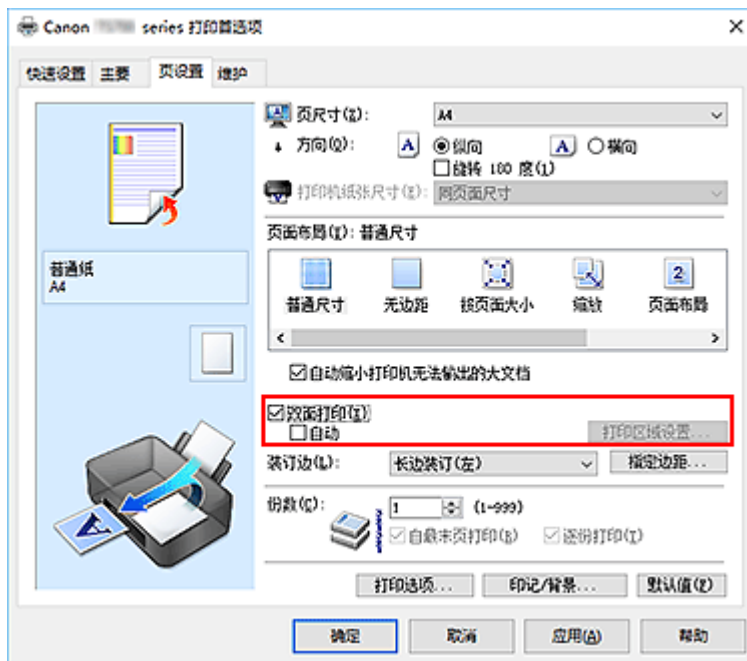 Canon series 打印首选项
快速设置 主要 页设置 维护
页尺寸(Z): A4
方向(O): A 纵向 A 横向
旋转 180 度(1)
打印机纸张尺寸(E): 同页面尺寸
页面布局(Y): 普通尺寸
普通纸
A4
2
普通尺寸 无边距 按页面大小 缩放 页面布局
自动缩小打印机无法输出的大文档
双面打印(X)
自动 打印区域设置...
装订边(L): 长边装订(左) 指定边距...
份数(C): 1 (1-999)
自最末页打印(B) 逐份打印(T)
A
打印选项... 印记/背景... 默认值(F)
确定 取消 应用(A) 帮助